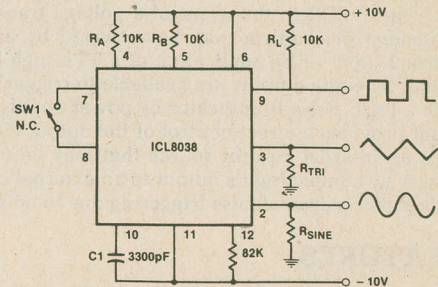 + 10V
RA 10K RB 10K RL 10K
4 5 6
7 9
SW1
N.C.
ICL8038
8 3
RTRI
2
RSINE
10 11 12
C1 3300pF 82K
− 10V